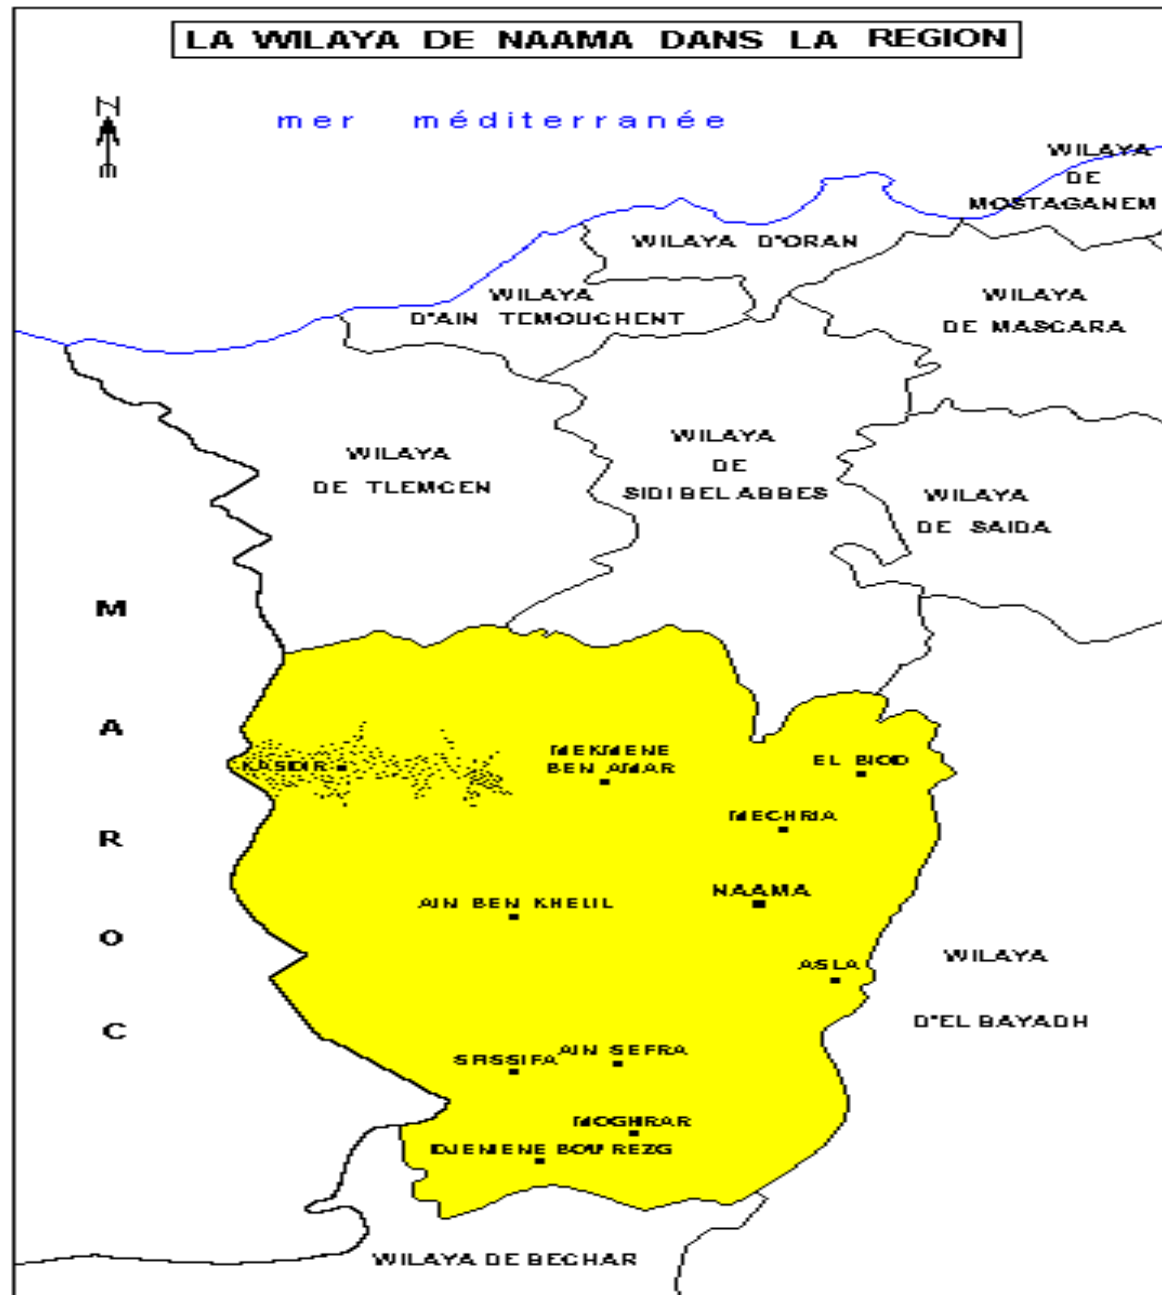 LA WILAYA DE NAAMA DANS LA REGION
N
mer méditerranée
WILAYA
DE
MOSTAGANEM
WILAYA D'ORAN
WILAYA
D'AIN TEMOUCHENT
WILAYA
DE MASCARA
WILAYA
DE TLEMCEN
WILAYA
DE
SIDI BEL ABBES
WILAYA
DE SAIDA
MAROC
KASDIR
MEKMENE
BEN AMAR
EL BIOD
MECHRIA
AIN BEN KHELIL
NAAMA
ASLA
WILAYA
D'EL BAYADH
SFISSIFA
AIN SEFRA
MOGHRAR
DJENIENE BOU REZG
WILAYA DE BECHAR